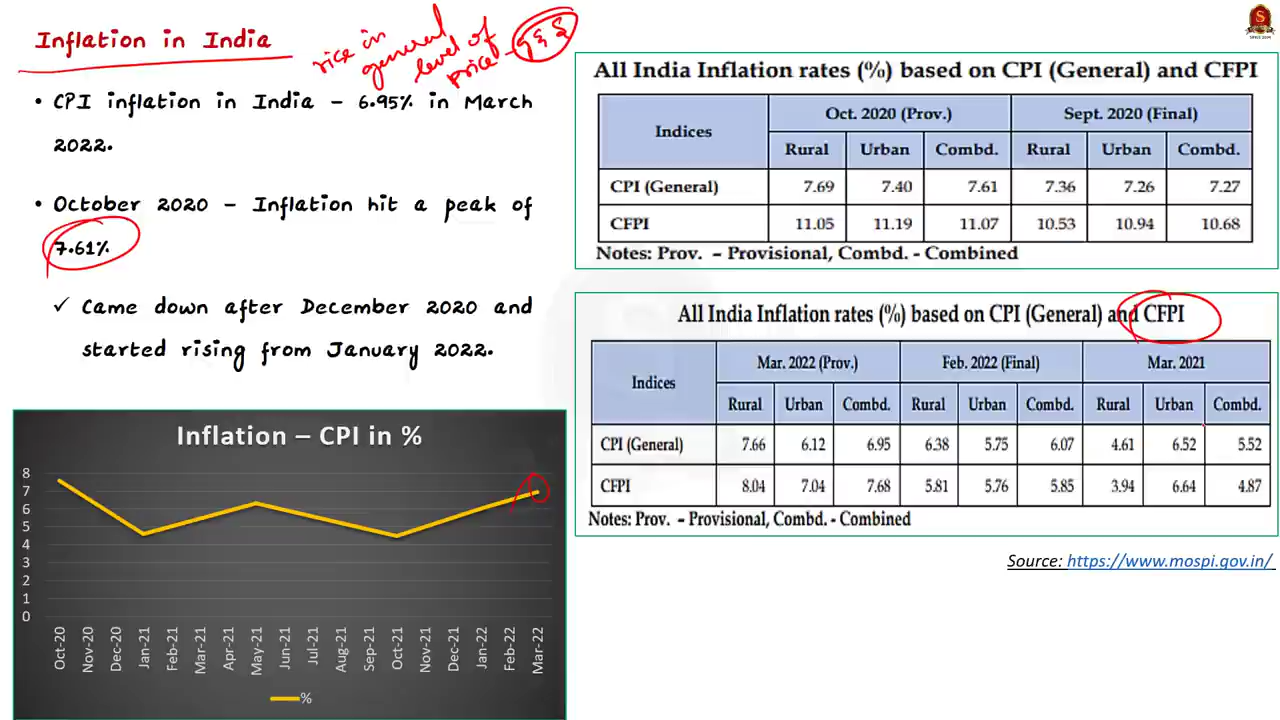 Inflation in India
rice in
general
level of
price - g & s
• CPI inflation in India - 6.95% in March
2022.
• October 2020 - Inflation hit a peak of
7.61%
✓ Came down after December 2020 and
started rising from January 2022.
Inflation – CPI in %
8
7
6
5
4
3
2
1
0
Oct-20 Nov-20 Dec-20 Jan-21 Feb-21 Mar-21 Apr-21 May-21 Jun-21 Jul-21 Aug-21 Sep-21 Oct-21 Nov-21 Dec-21 Jan-22 Feb-22 Mar-22
%
All India Inflation rates (%) based on CPI (General) and CFPI
Indices Oct. 2020 (Prov.) Sept. 2020 (Final)
Rural Urban Combd. Rural Urban Combd.
CPI (General) 7.69 7.40 7.61 7.36 7.26 7.27
CFPI 11.05 11.19 11.07 10.53 10.94 10.68
Notes: Prov. – Provisional, Combd. - Combined
All India Inflation rates (%) based on CPI (General) and CFPI
Indices Mar. 2022 (Prov.) Feb. 2022 (Final) Mar. 2021
Rural Urban Combd. Rural Urban Combd. Rural Urban Combd.
CPI (General) 7.66 6.12 6.95 6.38 5.75 6.07 4.61 6.52 5.52
CFPI 8.04 7.04 7.68 5.81 5.76 5.85 3.94 6.64 4.87
Notes: Prov. – Provisional, Combd. - Combined
Source: https://www.mospi.gov.in/